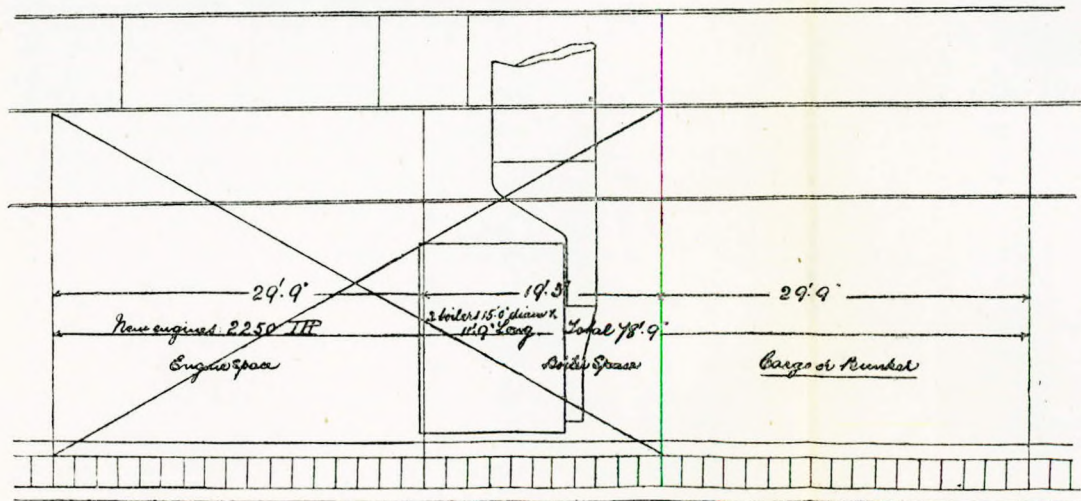 29'.9"
19'.3"
29'.9"
New engines 2250 IHP
2 boilers 15'.0" diam x
11'.9" Long
Total 78'.9"
Engine Space
Boiler Space
Cargo or Bunker